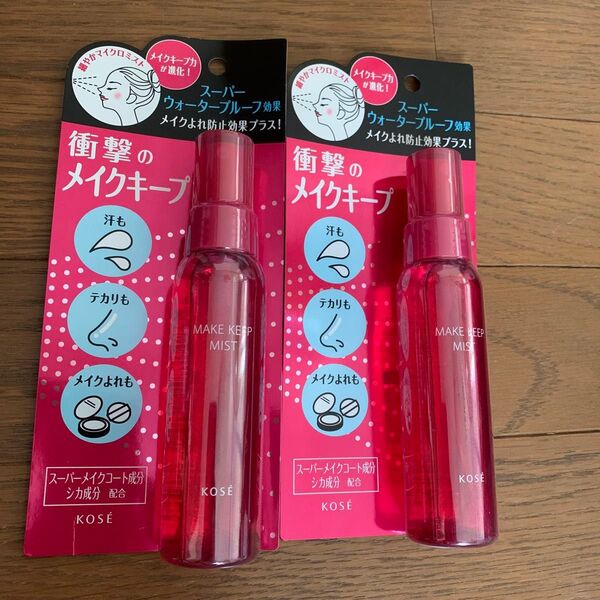 細やかマイクロミスト
メイクキープ力
が進化！
スーパー
ウォータープルーフ効果
メイクよれ防止効果プラス！
衝撃の
メイクキープ
汗も
テカリも
メイクよれも
スーパーメイクコート成分
シカ成分 配合
KOSÉ
MAKE KEEP
MIST
KOSÉ
細やかマイクロミスト
メイクキープ力
が進化！
スーパー
ウォータープルーフ効果
メイクよれ防止効果プラス！
衝撃の
メイクキープ
汗も
テカリも
メイクよれも
スーパーメイクコート成分
シカ成分 配合
KOSÉ
MAKE KEEP
MIST
KOSÉ